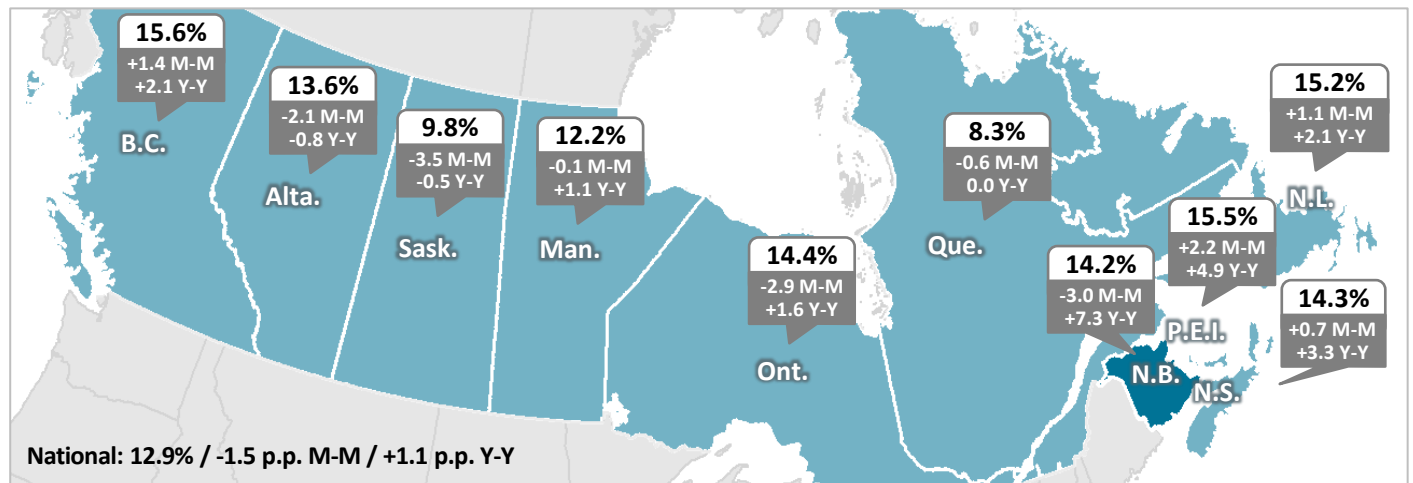 15.6%
+1.4 M-M
+2.1 Y-Y
B.C.
13.6%
-2.1 M-M
-0.8 Y-Y
Alta.
9.8%
-3.5 M-M
-0.5 Y-Y
Sask.
12.2%
-0.1 M-M
+1.1 Y-Y
Man.
14.4%
-2.9 M-M
+1.6 Y-Y
Ont.
8.3%
-0.6 M-M
0.0 Y-Y
Que.
15.2%
+1.1 M-M
+2.1 Y-Y
N.L.
15.5%
+2.2 M-M
+4.9 Y-Y
P.E.I.
14.2%
-3.0 M-M
+7.3 Y-Y
N.B.
14.3%
+0.7 M-M
+3.3 Y-Y
N.S.
National: 12.9% / -1.5 p.p. M-M / +1.1 p.p. Y-Y